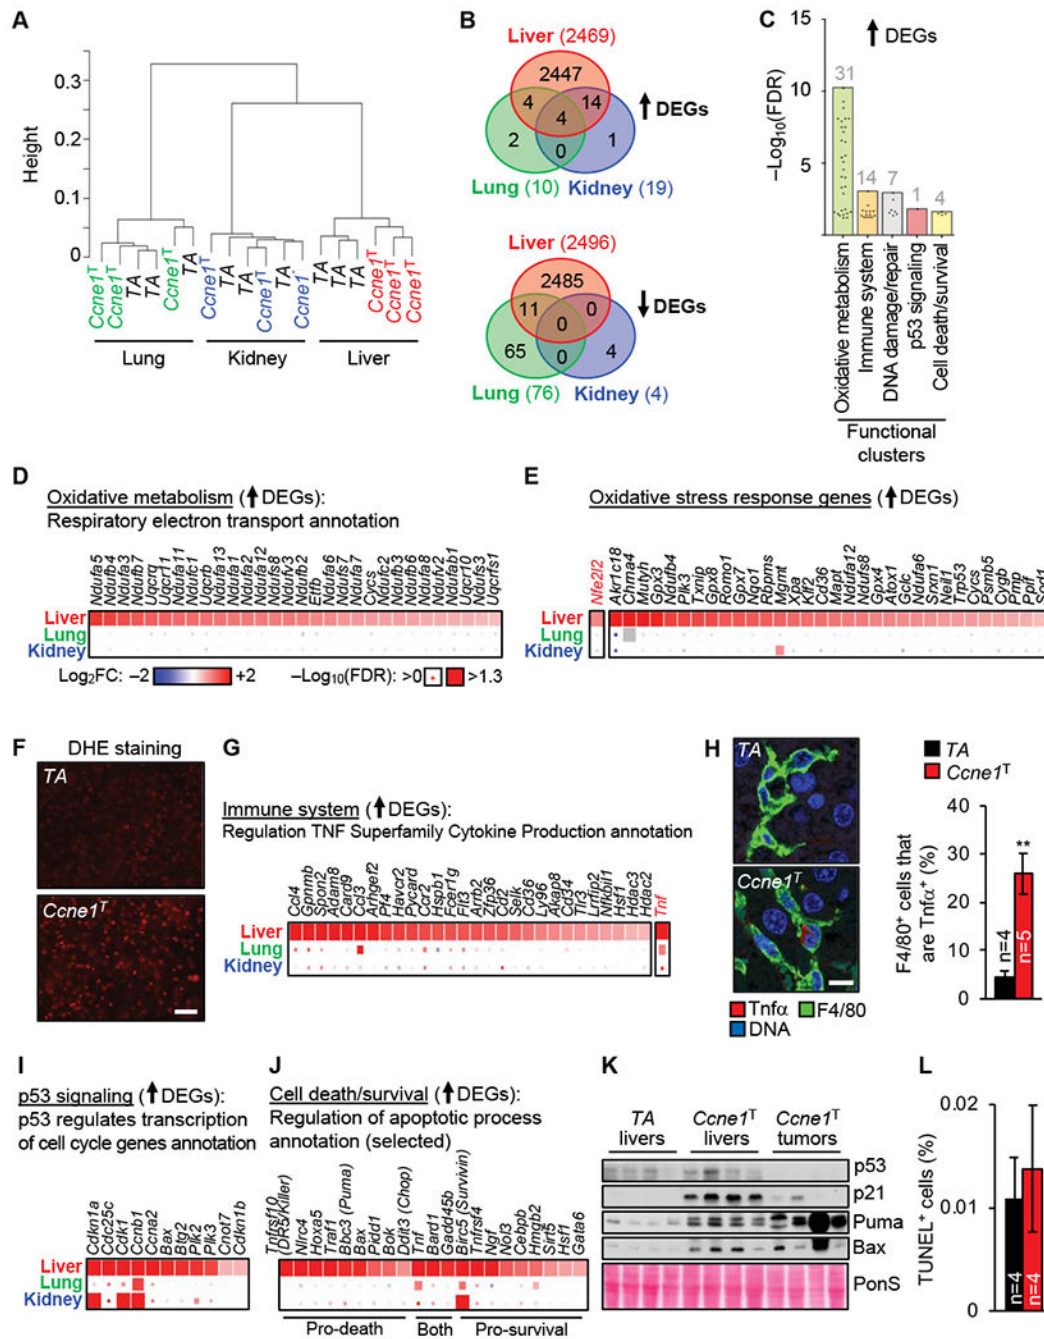 A
Height
0.3
0.2
0.1
0
Ccne1T
Ccne1T
TA
TA
Ccne1T
TA
Ccne1T
TA
TA
Ccne1T
TA
TA
TA
TA
Ccne1T
Ccne1T
Ccne1T
Lung
Kidney
Liver
B
Liver (2469)
2447
4
14
4
2
0
1
DEGs
Lung (10)
Kidney (19)
Liver (2496)
2485
11
0
0
65
0
4
DEGs
Lung (76)
Kidney (4)
C
DEGs
–Log10(FDR)
15
10
5
31
14
7
1
4
Oxidative metabolism
Immune system
DNA damage/repair
p53 signaling
Cell death/survival
Functional
clusters
D
Oxidative metabolism (DEGs):
Respiratory electron transport annotation
Ndufa5
Ndufb4
Ndufa3
Ndufb7
Uqcrq
Uqcr11
Ndufa11
Ndufc1
Uqcrb
Ndufa13
Ndufa1
Ndufa2
Ndufa12
Ndufs8
Ndufv3
Ndufb2
Etfb
Ndufa6
Ndufs7
Ndufa7
Cycs
Ndufc2
Ndufb3
Ndufb6
Ndufa8
Ndufv2
Ndufab1
Uqcr10
Ndufs3
Uqcrfs1
Liver
Lung
Kidney
Log2FC: –2
+2
–Log10(FDR): >0
>1.3
E
Oxidative stress response genes (DEGs)
Nfe2l2
Akr1c18
Chrna4
Mutyh
Gpx3
Ndufb4
Plk3
Txnip
Gpx8
Romo1
Gpx7
Nqo1
Rbpms
Mgmt
Xpa
Klf2
Cd36
Mapt
Ndufa12
Ndufs8
Gpx4
Atox1
Gclc
Ndufa6
Srxn1
Neil1
Trp53
Cycs
Psmb5
Cygb
Pnp
Ppif
Sod1
Liver
Lung
Kidney
F
DHE staining
TA
Ccne1T
G
Immune system (DEGs):
Regulation TNF Superfamily Cytokine Production annotation
Ccl4
Gpnmb
Spon2
Adam8
Card9
Ccl3
Arhgef2
Pf4
Havcr2
Pycard
Ccr2
Hspb1
Fcer1g
Flt3
Arrb2
Zfp36
Cd2
Selk
Cd36
Ly96
Akap8
Cd34
Tlr3
Lrrfip2
Nfkbil1
Hsf1
Hdac3
Hdac2
Tnf
Liver
Lung
Kidney
H
TA
Ccne1T
Tnfα
F4/80
DNA
TA
Ccne1T
F4/80+ cells that
are Tnfα+ (%)
40
30
20
10
0
**
n=4
n=5
I
p53 signaling (DEGs):
p53 regulates transcription
of cell cycle genes annotation
Cdkn1a
Cdc25c
Cdk1
Ccnb1
Ccna2
Bax
Btg2
Plk2
Plk3
Cnot7
Cdkn1b
Liver
Lung
Kidney
J
Cell death/survival (DEGs):
Regulation of apoptotic process
annotation (selected)
Tnfrsf10
(DR5/Killer)
Nlrc4
Hoxa5
Traf1
Bbc3 (Puma)
Bax
Pidd1
Bok
Ddit3 (Chop)
Tnf
Bard1
Gadd45b
Birc5 (Survivin)
Tnfrsf4
Ngf
Nol3
Cebpb
Hmgb2
Sirt5
Hsf1
Gata6
Liver
Lung
Kidney
Pro-death
Both
Pro-survival
K
TA
livers
Ccne1T
livers
Ccne1T
tumors
p53
p21
Puma
Bax
PonS
L
TUNEL+ cells (%)
0.02
0.01
0
n=4
n=4